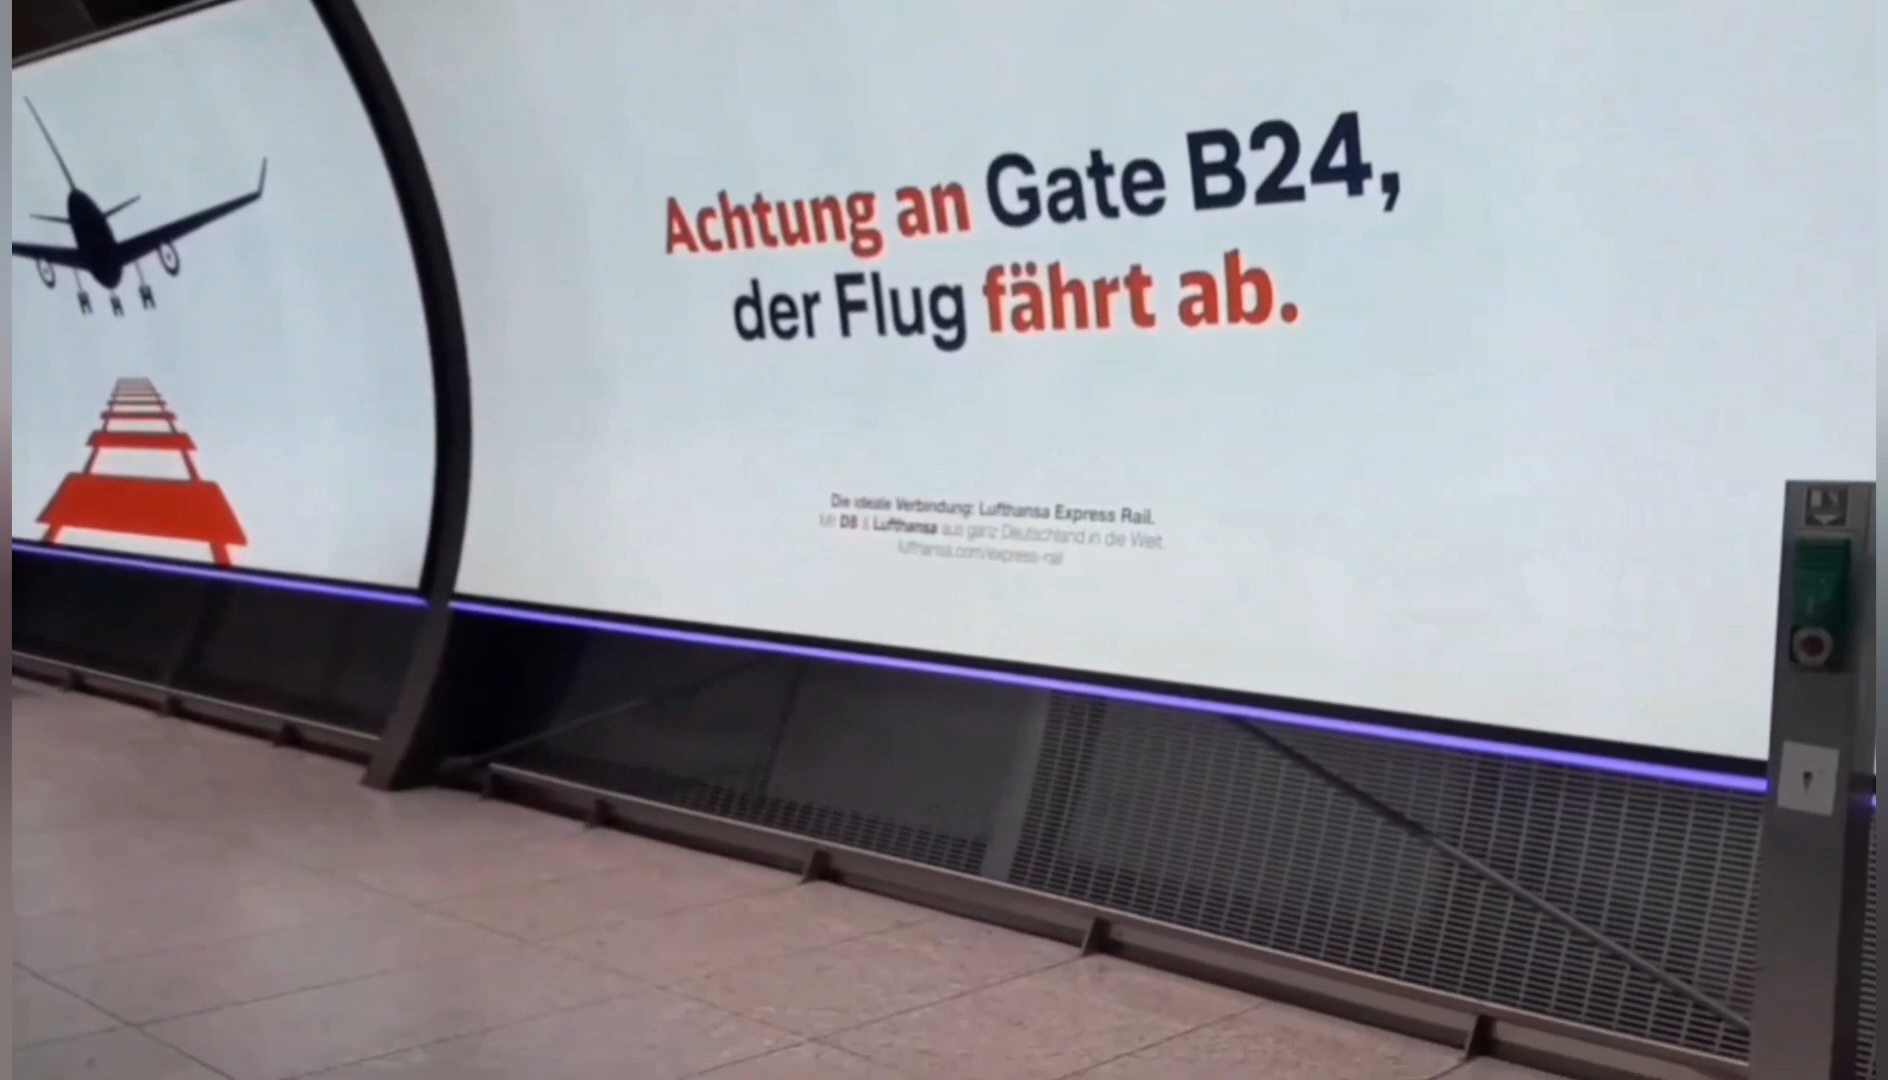 Achtung an Gate B24,
der Flug fährt ab.
Die ideale Verbindung: Lufthansa Express Rail.
Mit DB & Lufthansa aus ganz Deutschland in die Welt.
lufthansa.com/express-rail